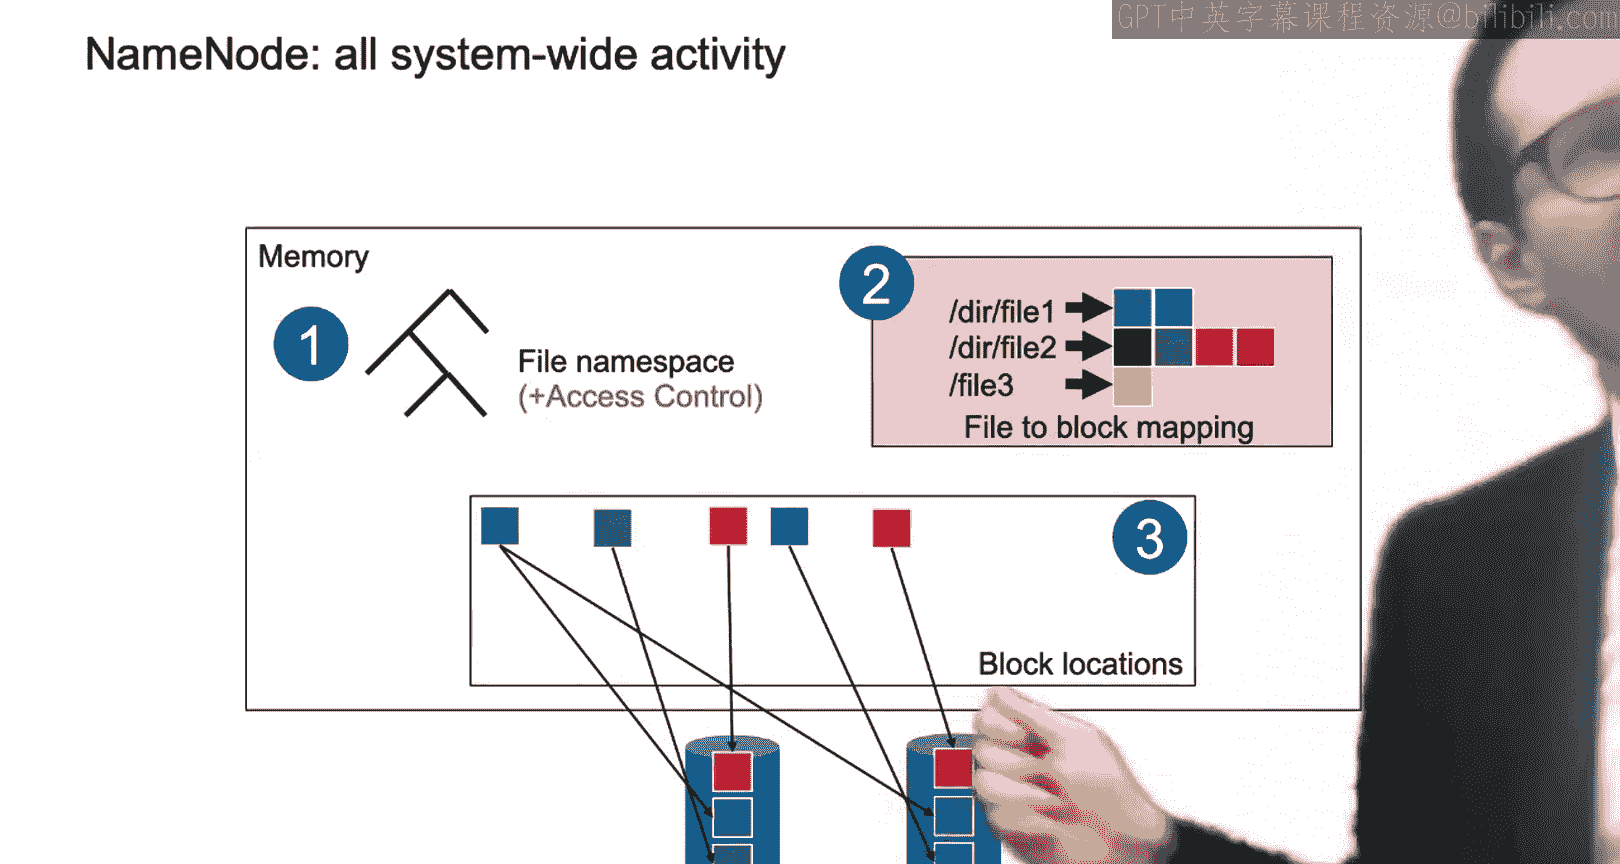 GPT中英字幕课程资源@bilibili.com
NameNode: all system-wide activity
Memory
1
File namespace
(+Access Control)
2
/dir/file1
/dir/file2
/file3
File to block mapping
3
Block locations